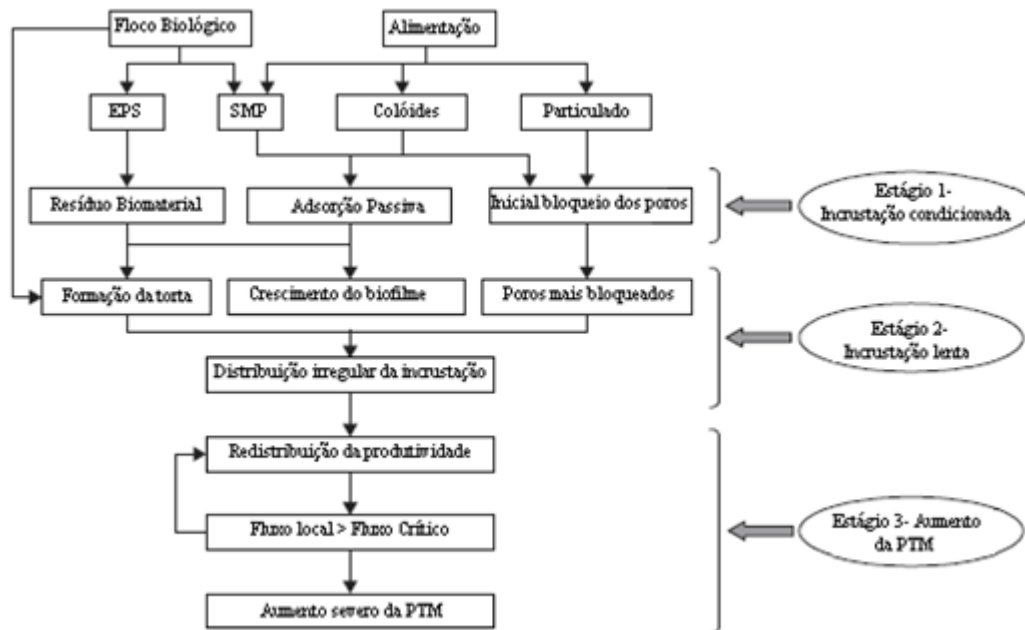 Floco Biológico
Alimentação
EPS
SMP
Colóides
Particulado
Resíduo Biomaterial
Adsorção Passiva
Inicial bloqueio dos poros
Estágio 1-
Incrustação condicionada
Formação da torta
Crescimento do biofilme
Poros mais bloqueados
Estágio 2-
Incrustação lenta
Distribuição irregular da incrustação
Redistribuição da produtividade
Fluxo local > Fluxo Crítico
Estágio 3- Aumento
da PTM
Aumento severo da PTM